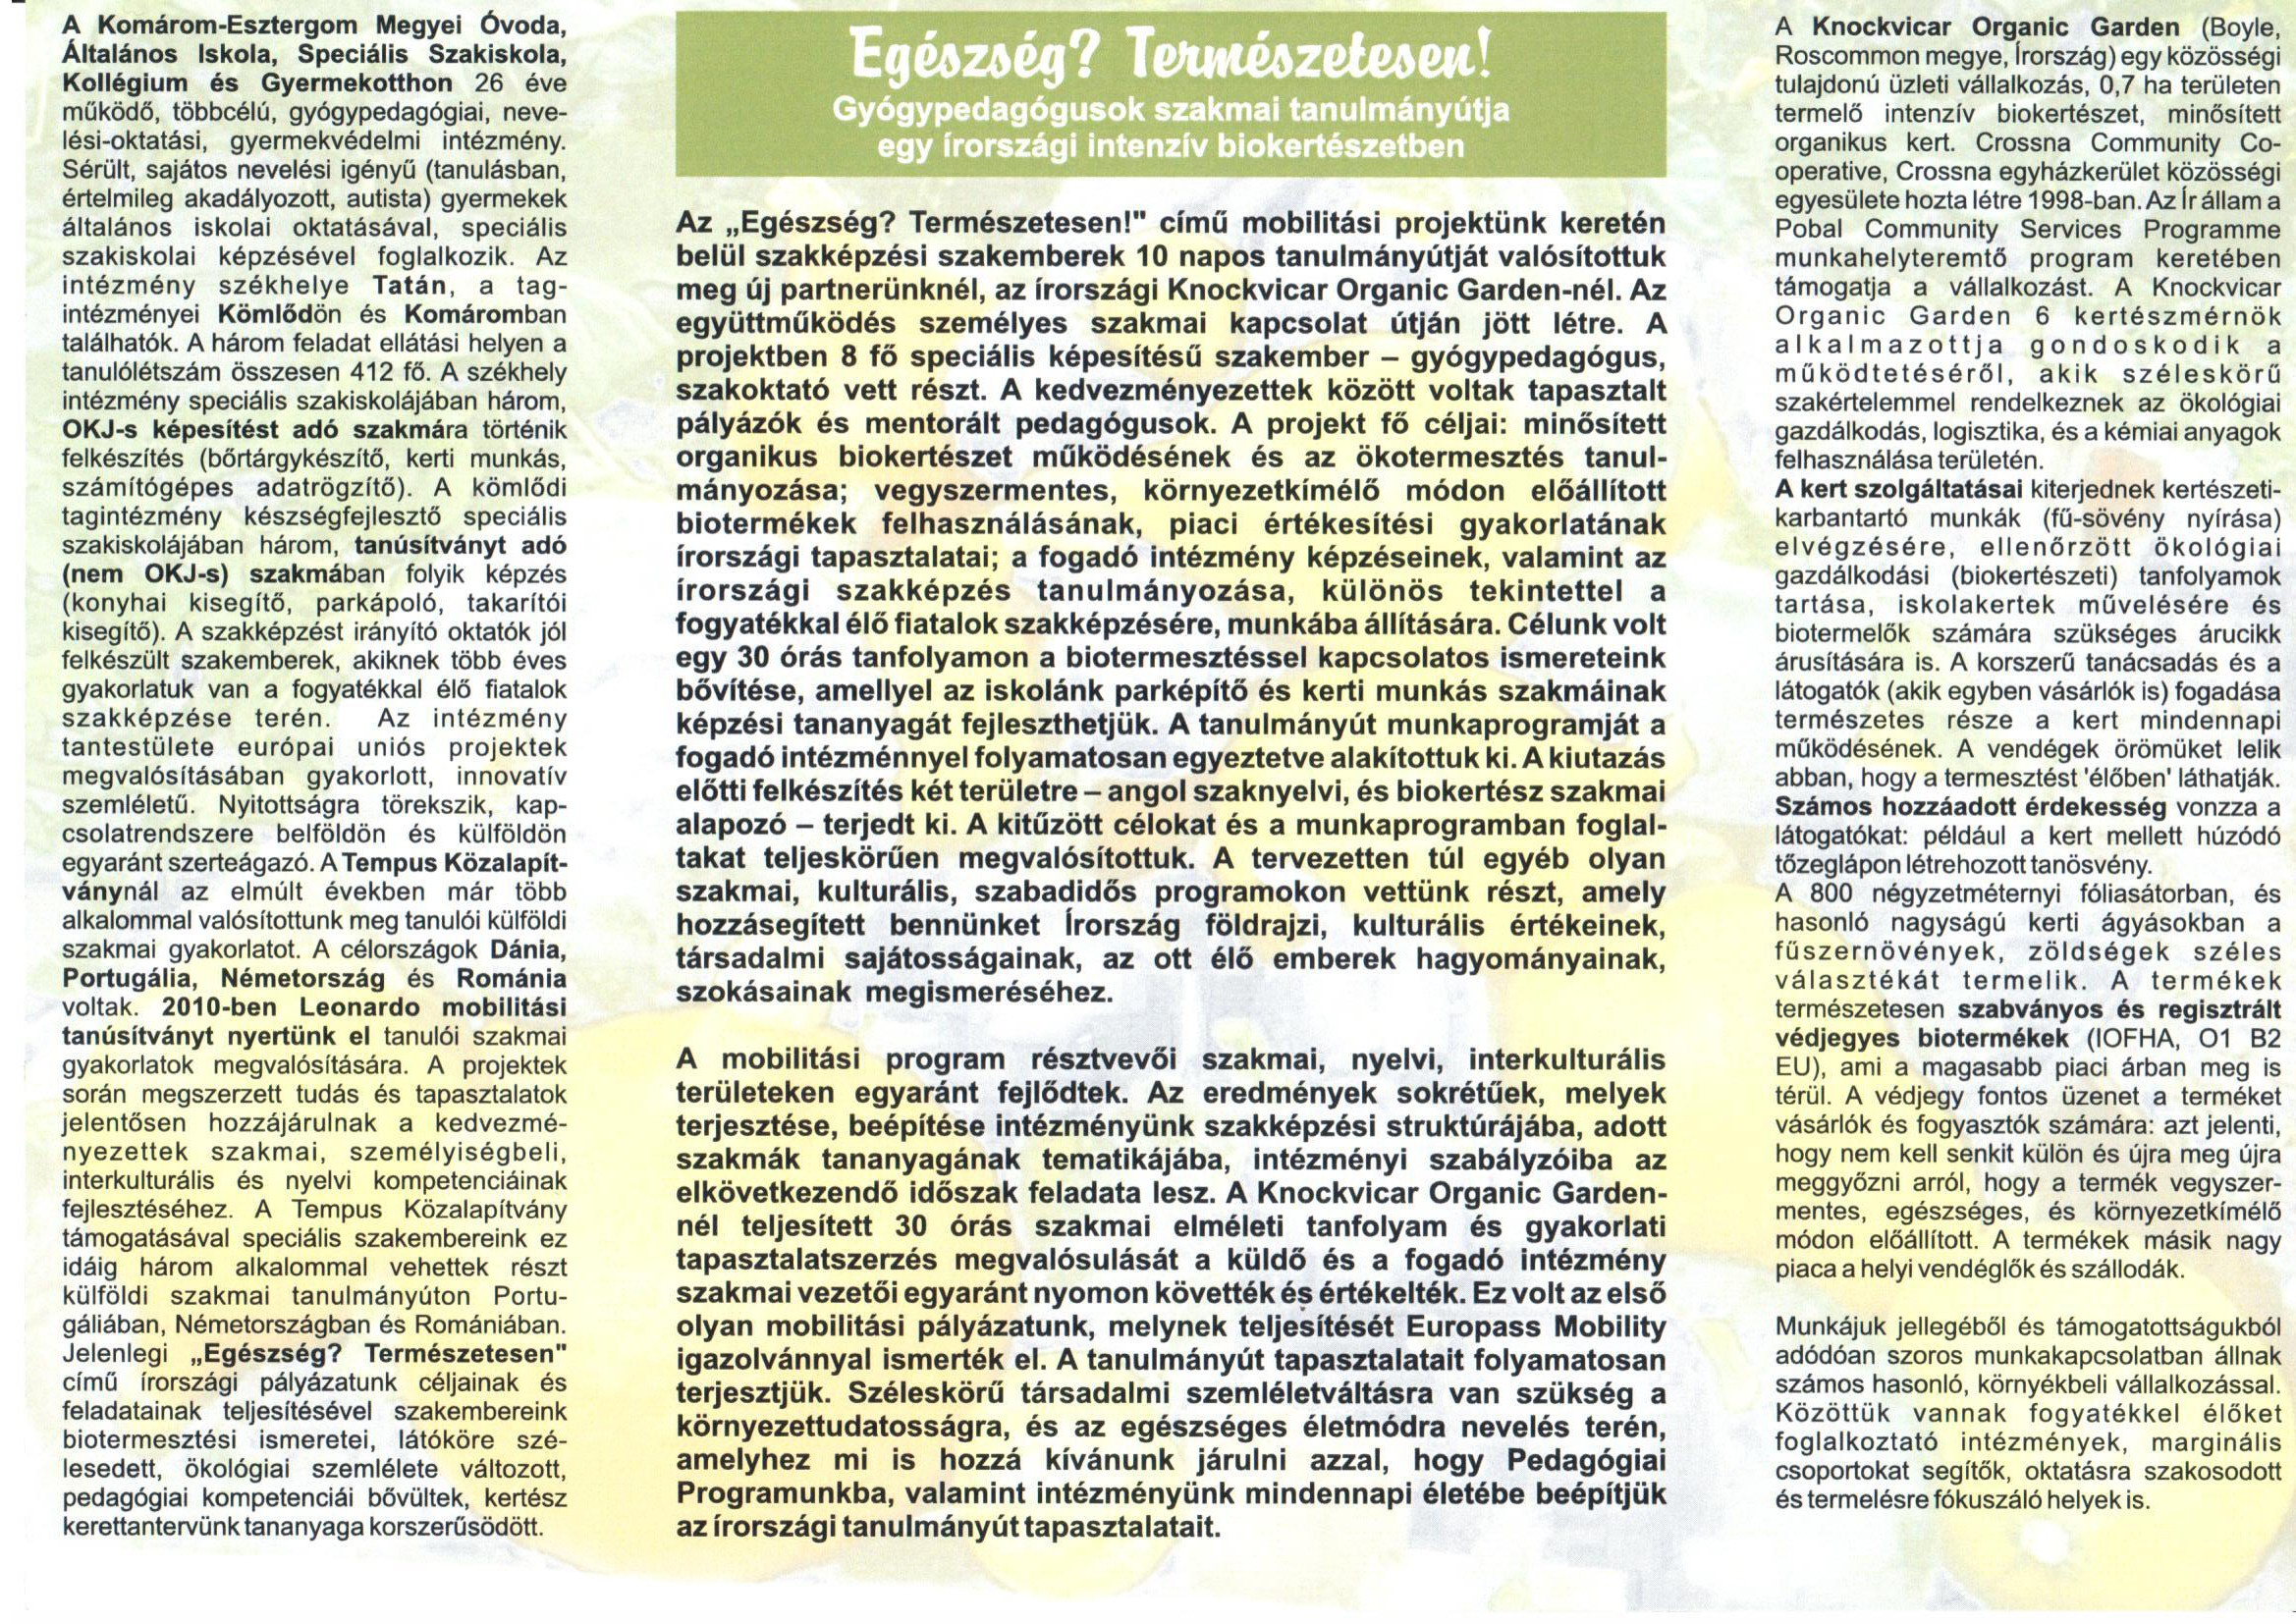 A Komárom-Esztergom Megyei Óvoda,
Általános Iskola, Speciális Szakiskola,
Kollégium és Gyermekotthon 26 éve
működő, többcélú, gyógypedagógiai, neve-
lési-oktatási, gyermekvédelmi intézmény.
Sérült, sajátos nevelési igényű (tanulásban,
értelmileg akadályozott, autista) gyermekek
általános iskolai oktatásával, speciális
szakiskolai képzésével foglalkozik. Az
intézmény székhelye Tatán, a tag-
intézményei Kömlődön és Komáromban
találhatók. A három feladat ellátási helyen a
tanulólétszám összesen 412 fő. A székhely
intézmény speciális szakiskolájában három,
OKJ-s képesítést adó szakmára történik
felkészítés (bőrtárgykészítő, kerti munkás,
számítógépes adatrögzítő). A kömlődi
tagintézmény készségfejlesztő speciális
szakiskolájában három, tanúsítványt adó
(nem OKJ-s) szakmában folyik képzés
(konyhai kisegítő, parkápoló, takarítói
kisegítő). A szakképzést irányító oktatók jól
felkészült szakemberek, akiknek több éves
gyakorlatuk van a fogyatékkal élő fiatalok
szakképzése terén. Az intézmény
tantestülete európai uniós projektek
megvalósításában gyakorlott, innovatív
szemléletű. Nyitottságra törekszik, kap-
csolatrendszere belföldön és külföldön
egyaránt szerteágazó. A Tempus Közalapít-
ványnál az elmúlt években már több
alkalommal valósítottunk meg tanulói külföldi
szakmai gyakorlatot. A célországok Dánia,
Portugália, Németország és Románia
voltak. 2010-ben Leonardo mobilitási
tanúsítványt nyertünk el tanulói szakmai
gyakorlatok megvalósítására. A projektek
során megszerzett tudás és tapasztalatok
jelentősen hozzájárulnak a kedvezmé-
nyezettek szakmai, személyiségbeli,
interkulturális és nyelvi kompetenciáinak
fejlesztéséhez. A Tempus Közalapítvány
támogatásával speciális szakembereink ez
idáig három alkalommal vehettek részt
külföldi szakmai tanulmányúton Portu-
gáliában, Németországban és Romániában.
Jelenlegi „Egészség? Természetesen"
című írországi pályázatunk céljainak és
feladatainak teljesítésével szakembereink
biotermesztési ismeretei, látóköre szé-
lesedett, ökológiai szemlélete változott,
pedagógiai kompetenciái bővültek, kertész
kerettantervünk tananyaga korszerűsödött.
Egészség? Természetesen!
Gyógypedagógusok szakmai tanulmányútja
egy írországi intenzív biokertészetben
Az „Egészség? Természetesen!" című mobilitási projektünk keretén
belül szakképzési szakemberek 10 napos tanulmányútját valósítottuk
meg új partnerünknél, az írországi Knockvicar Organic Garden-nél. Az
együttműködés személyes szakmai kapcsolat útján jött létre. A
projektben 8 fő speciális képesítésű szakember – gyógypedagógus,
szakoktató vett részt. A kedvezményezettek között voltak tapasztalt
pályázók és mentorált pedagógusok. A projekt fő céljai: minősített
organikus biokertészet működésének és az ökotermesztés tanul-
mányozása; vegyszermentes, környezetkímélő módon előállított
biotermékek felhasználásának, piaci értékesítési gyakorlatának
írországi tapasztalatai; a fogadó intézmény képzéseinek, valamint az
írországi szakképzés tanulmányozása, különös tekintettel a
fogyatékkal élő fiatalok szakképzésére, munkába állítására. Célunk volt
egy 30 órás tanfolyamon a biotermesztéssel kapcsolatos ismereteink
bővítése, amellyel az iskolánk parképítő és kerti munkás szakmáinak
képzési tananyagát fejleszthetjük. A tanulmányút munkaprogramját a
fogadó intézménnyel folyamatosan egyeztetve alakítottuk ki. A kiutazás
előtti felkészítés két területre – angol szaknyelvi, és biokertész szakmai
alapozó – terjedt ki. A kitűzött célokat és a munkaprogramban foglal-
takat teljeskörűen megvalósítottuk. A tervezetten túl egyéb olyan
szakmai, kulturális, szabadidős programokon vettünk részt, amely
hozzásegített bennünket Írország földrajzi, kulturális értékeinek,
társadalmi sajátosságainak, az ott élő emberek hagyományainak,
szokásainak megismeréséhez.
A mobilitási program résztvevői szakmai, nyelvi, interkulturális
területeken egyaránt fejlődtek. Az eredmények sokrétűek, melyek
terjesztése, beépítése intézményünk szakképzési struktúrájába, adott
szakmák tananyagának tematikájába, intézményi szabályzóiba az
elkövetkezendő időszak feladata lesz. A Knockvicar Organic Garden-
nél teljesített 30 órás szakmai elméleti tanfolyam és gyakorlati
tapasztalatszerzés megvalósulását a küldő és a fogadó intézmény
szakmai vezetői egyaránt nyomon követték és értékelték. Ez volt az első
olyan mobilitási pályázatunk, melynek teljesítését Europass Mobility
igazolvánnyal ismerték el. A tanulmányút tapasztalatait folyamatosan
terjesztjük. Széleskörű társadalmi szemléletváltásra van szükség a
környezettudatosságra, és az egészséges életmódra nevelés terén,
amelyhez mi is hozzá kívánunk járulni azzal, hogy Pedagógiai
Programunkba, valamint intézményünk mindennapi életébe beépítjük
az írországi tanulmányút tapasztalatait.
A Knockvicar Organic Garden (Boyle,
Roscommon megye, Írország) egy közösségi
tulajdonú üzleti vállalkozás, 0,7 ha területen
termelő intenzív biokertészet, minősített
organikus kert. Crossna Community Co-
operative, Crossna egyházkerület közösségi
egyesülete hozta létre 1998-ban. Az Ír állam a
Pobal Community Services Programme
munkahelyteremtő program keretében
támogatja a vállalkozást. A Knockvicar
Organic Garden 6 kertészmérnök
alkalmazottja gondoskodik a
működtetéséről, akik széleskörű
szakértelemmel rendelkeznek az ökológiai
gazdálkodás, logisztika, és a kémiai anyagok
felhasználása területén.
A kert szolgáltatásai kiterjednek kertészeti-
karbantartó munkák (fű-sövény nyírása)
elvégzésére, ellenőrzött ökológiai
gazdálkodási (biokertészeti) tanfolyamok
tartása, iskolakertek művelésére és
biotermelők számára szükséges árucikk
árusítására is. A korszerű tanácsadás és a
látogatók (akik egyben vásárlók is) fogadása
természetes része a kert mindennapi
működésének. A vendégek örömüket lelik
abban, hogy a termesztést 'élőben' láthatják.
Számos hozzáadott érdekesség vonzza a
látogatókat: például a kert mellett húzódó
tőzeglápon létrehozott tanösvény.
A 800 négyzetméternyi fóliasátorban, és
hasonló nagyságú kerti ágyásokban a
fűszernövények, zöldségek széles
választékát termelik. A termékek
természetesen szabványos és regisztrált
védjegyes biotermékek (IOFHA, O1 B2
EU), ami a magasabb piaci árban meg is
térül. A védjegy fontos üzenet a terméket
vásárlók és fogyasztók számára: azt jelenti,
hogy nem kell senkit külön és újra meg újra
meggyőzni arról, hogy a termék vegyszer-
mentes, egészséges, és környezetkímélő
módon előállított. A termékek másik nagy
piaca a helyi vendéglők és szállodák.
Munkájuk jellegéből és támogatottságukból
adódóan szoros munkakapcsolatban állnak
számos hasonló, környékbeli vállalkozással.
Közöttük vannak fogyatékkel élőket
foglalkoztató intézmények, marginális
csoportokat segítők, oktatásra szakosodott
és termelésre fókuszáló helyek is.